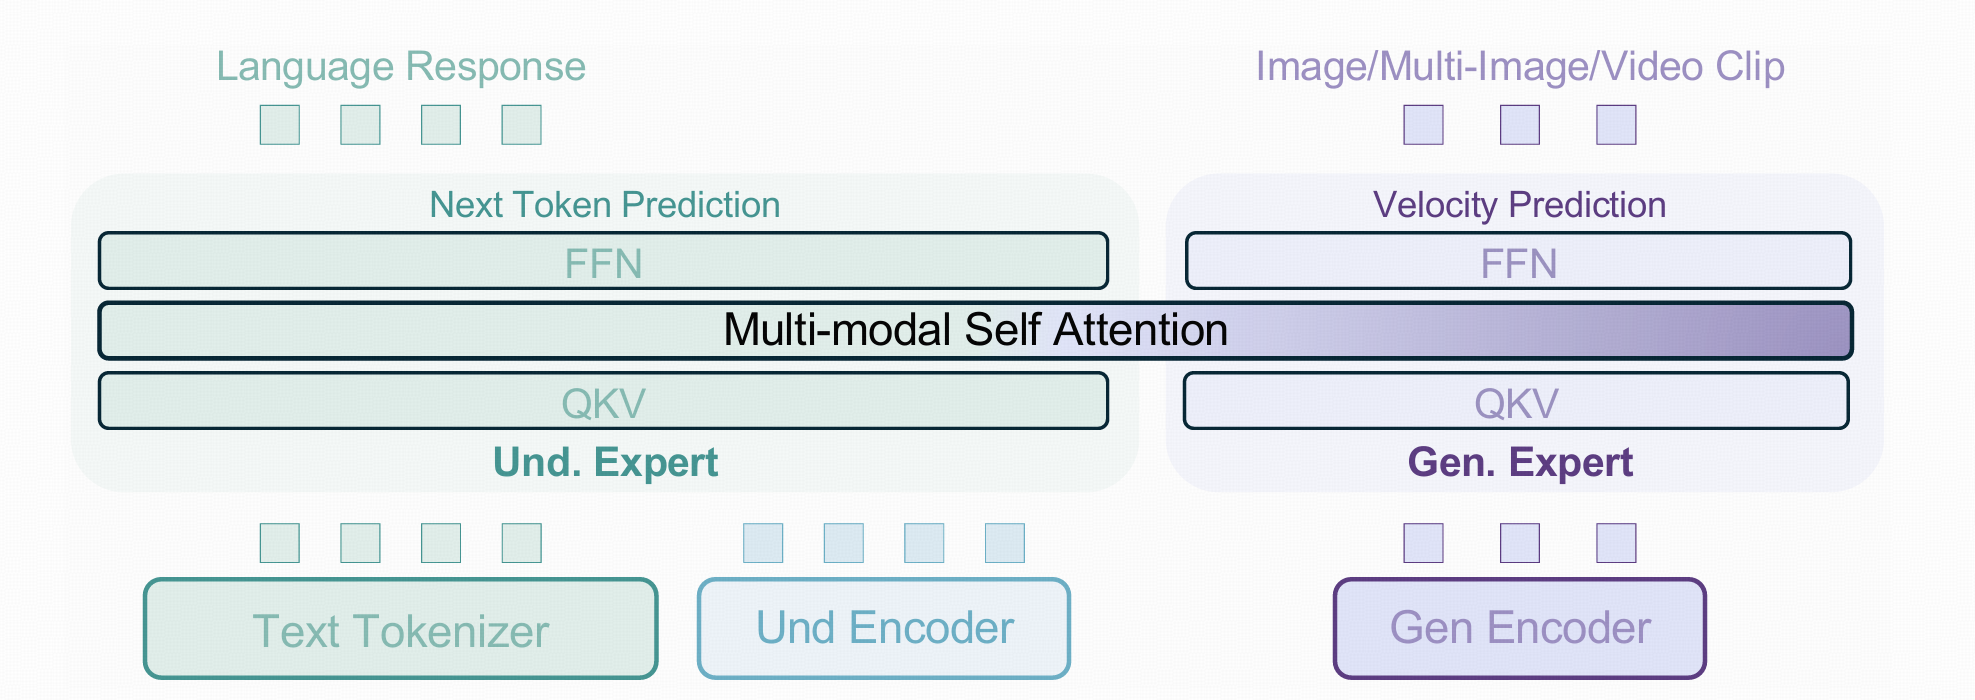 Language Response
Image/Multi-Image/Video Clip
Next Token Prediction
Velocity Prediction
FFN
FFN
Multi-modal Self Attention
QKV
QKV
Und. Expert
Gen. Expert
Text Tokenizer
Und Encoder
Gen Encoder